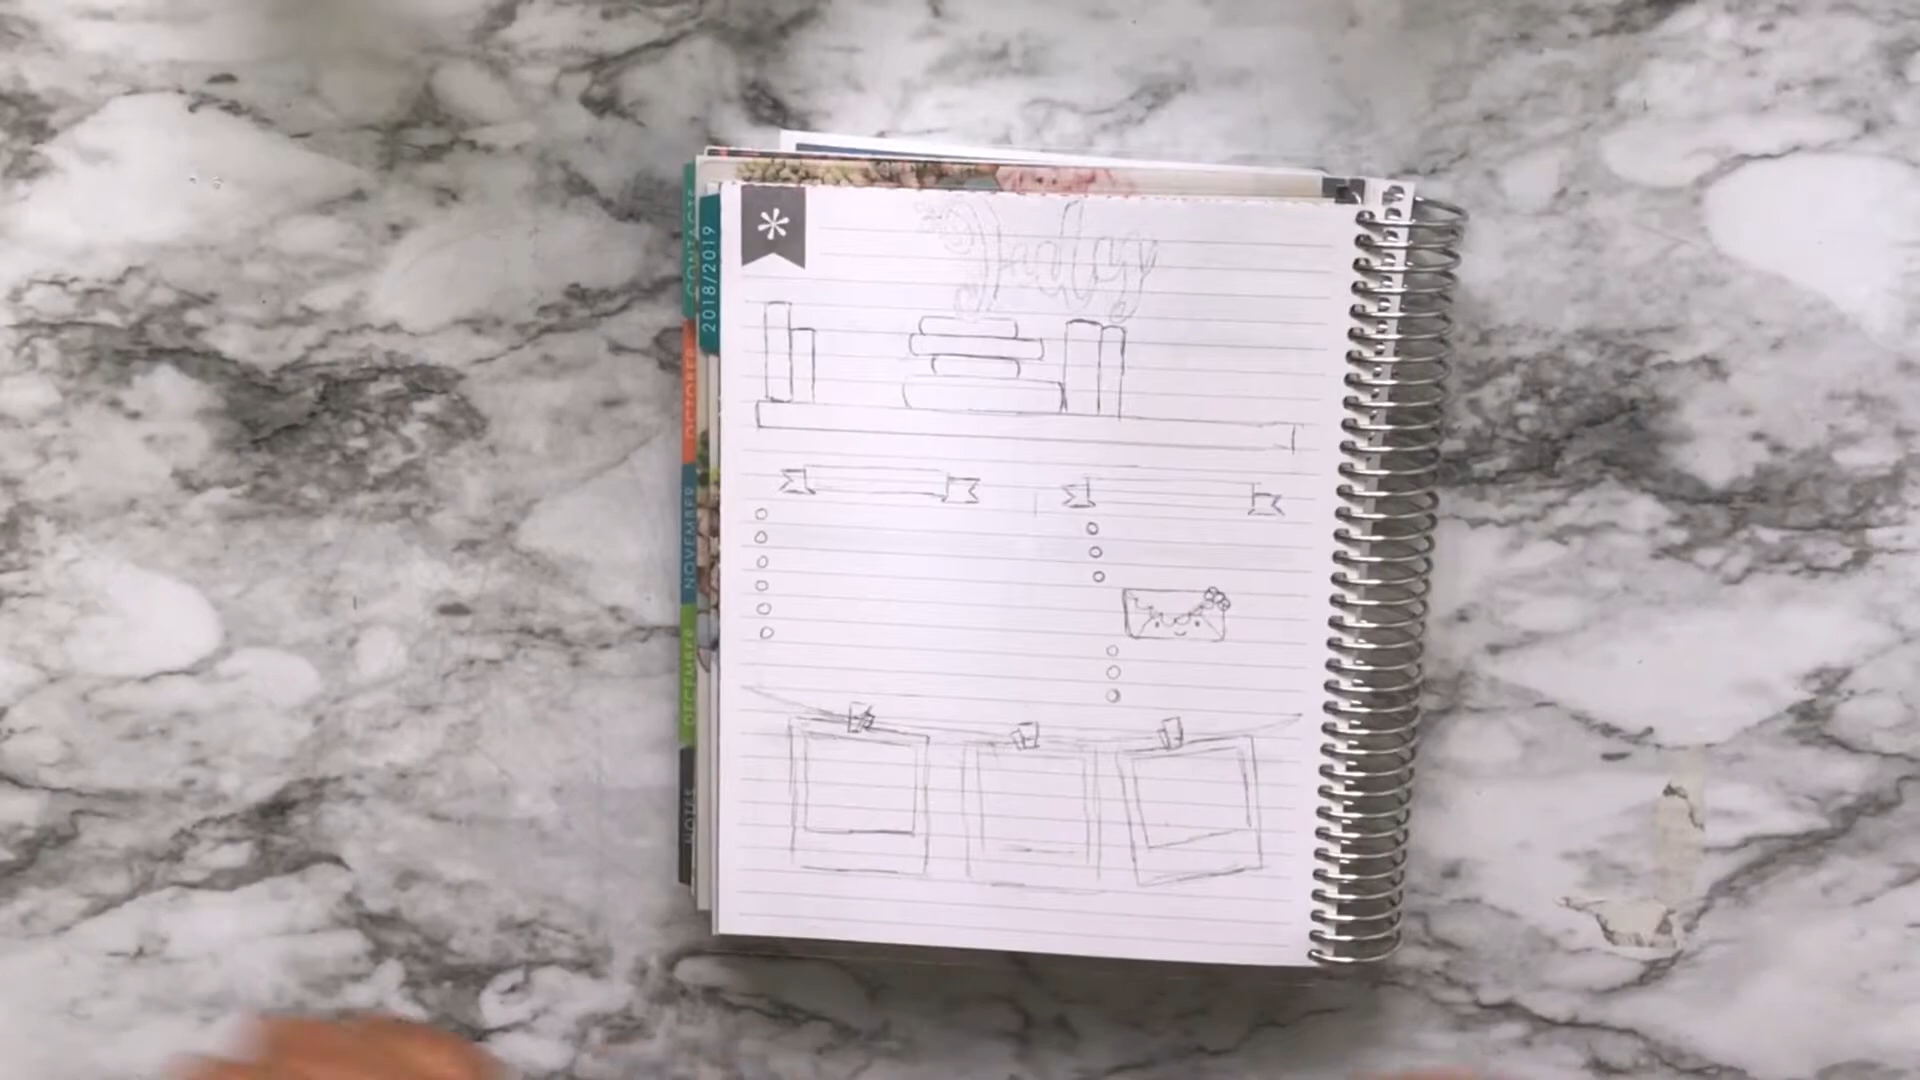 *
CONTACTS
2018/2019
OCTOBER
NOVEMBER
DECEMBER
NOTES